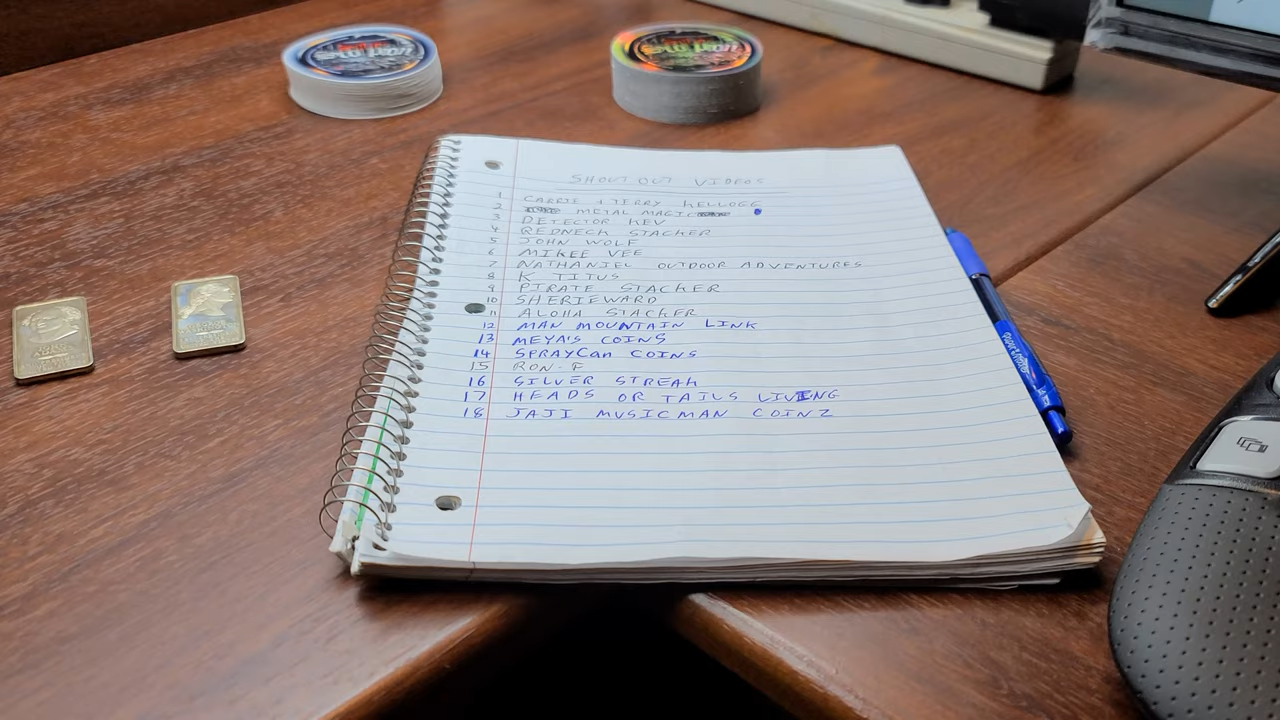 SHOUT OUT VIDEOS
1 CARRIE + TERRY KELLOGG
2 METAL MAGIC
3 DETECTOR KEV
4 REDNECK STACKER
5 JOHN WOLF
6 MIKEE VEE
7 NATHANIEL OUTDOOR ADVENTURES
8 K TITUS
9 PIRATE STACKER
10 SHERIEWARD
11 ALOHA STACKER
12 MAN MOUNTAIN LINK
13 MEYA'S COINS
14 SPRAYCan COINS
15 RON-F
16 SILVER STREAK
17 HEADS OR TAILS LIVING
18 JAJI MUSICMAN COINZ